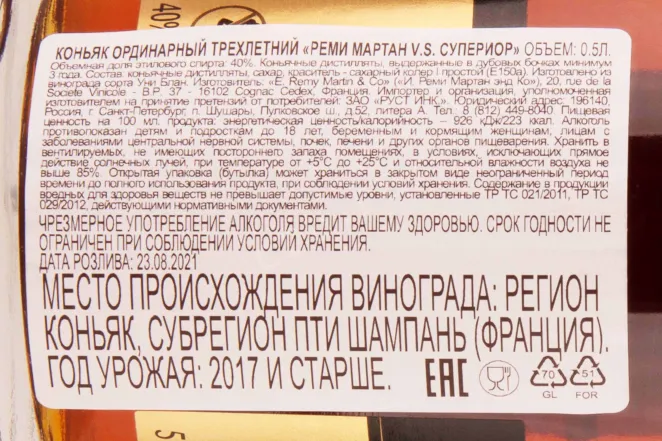 40%
КОНЬЯК ОРДИНАРНЫЙ ТРЕХЛЕТНИЙ «РЕМИ МАРТАН V.S. СУПЕРИОР» ОБЪЕМ: 0.5Л.
Объемная доля этилового спирта: 40%. Коньячные дистилляты, выдержанные в дубовых бочках минимум
3 года. Состав: коньячные дистилляты, сахар, краситель - сахарный колер I простой (Е150a). Изготовлено из
винограда сорта Уни Блан. Изготовитель: «E. Remy Martin & Co» («И. Реми Мартан энд Ко»), 20, rue de la
Societe Vinicole - B.P. 37 - 16102 Cognac Cedex, Франция. Импортер и организация, уполномоченная
изготовителем на принятие претензий от потребителей: ЗАО «РУСТ ИНК.». Юридический адрес: 196140,
Россия, г. Санкт-Петербург, п. Шушары, Пулковское ш., д.52, литера А. Тел.: 8 (812) 449-8040. Пищевая
ценность на 100 мл. продукта: энергетическая ценность/калорийность – 926 кДж/223 ккал. Алкоголь
противопоказан детям и подросткам до 18 лет, беременным и кормящим женщинам, лицам с
заболеваниями центральной нервной системы, почек, печени и других органов пищеварения. Хранить в
вентилируемых, не имеющих постороннего запаха помещениях, в условиях, исключающих прямое
действие солнечных лучей, при температуре от +5°С до +25°С и относительной влажности воздуха не
выше 85%. Открытая упаковка (бутылка) может храниться в закрытом виде неограниченный период
времени до полного использования продукта, при соблюдении условий хранения. Содержание в продукции
вредных для здоровья веществ не превышает допустимые уровни, установленные ТР ТС 021/2011, ТР ТС
029/2012, действующими нормативными документами.
ЧРЕЗМЕРНОЕ УПОТРЕБЛЕНИЕ АЛКОГОЛЯ ВРЕДИТ ВАШЕМУ ЗДОРОВЬЮ. СРОК ГОДНОСТИ НЕ
ОГРАНИЧЕН ПРИ СОБЛЮДЕНИИ УСЛОВИЙ ХРАНЕНИЯ.
ДАТА РОЗЛИВА: 23.08.2021
МЕСТО ПРОИСХОЖДЕНИЯ ВИНОГРАДА: РЕГИОН
КОНЬЯК, СУБРЕГИОН ПТИ ШАМПАНЬ (ФРАНЦИЯ).
ГОД УРОЖАЯ: 2017 И СТАРШЕ.
EAC
70
GL
51
FOR
5